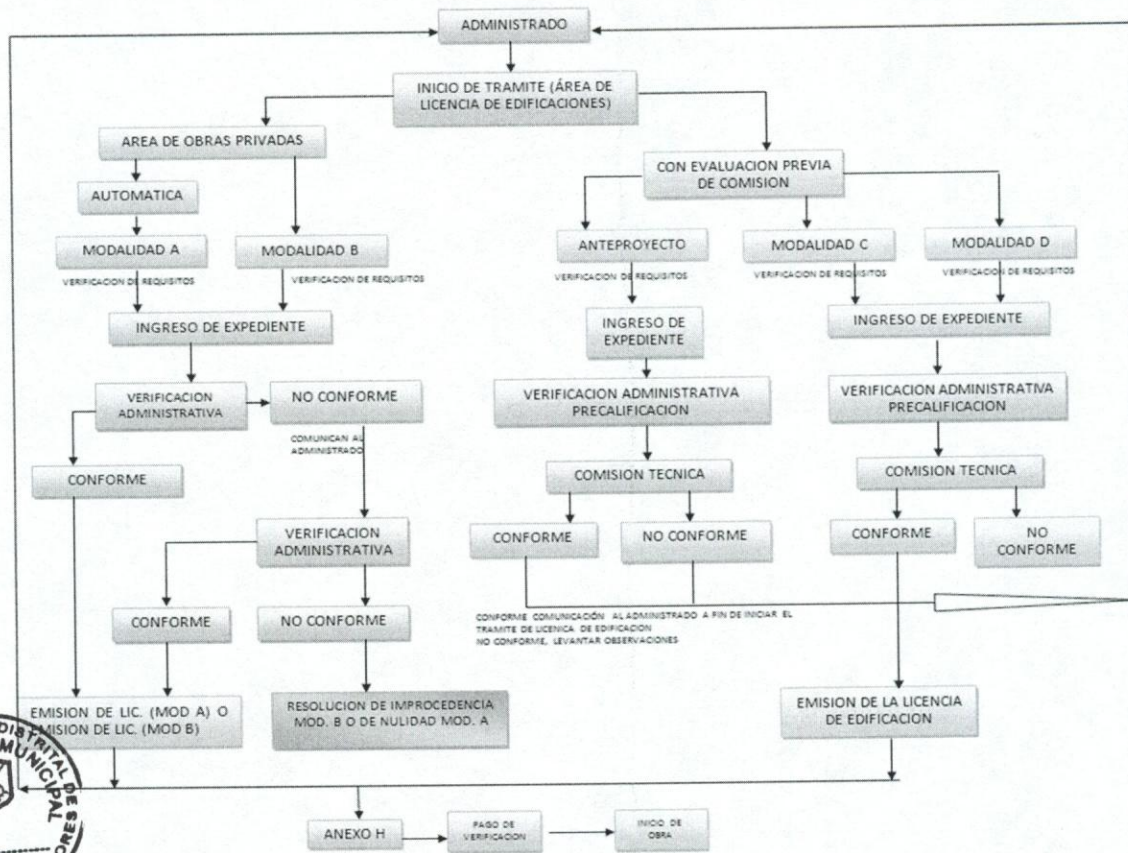 ADMINISTRADO
INICIO DE TRAMITE (ÁREA DE
LICENCIA DE EDIFICACIONES)
AREA DE OBRAS PRIVADAS
CON EVALUACION PREVIA
DE COMISION
AUTOMATICA
MODALIDAD A
MODALIDAD B
ANTEPROYECTO
MODALIDAD C
MODALIDAD D
VERIFICACION DE REQUISITOS
VERIFICACION DE REQUISITOS
VERIFICACION DE REQUISITOS
VERIFICACION DE REQUISITOS
VERIFICACION DE REQUISITOS
INGRESO DE EXPEDIENTE
INGRESO DE
EXPEDIENTE
INGRESO DE EXPEDIENTE
VERIFICACION
ADMINISTRATIVA
NO CONFORME
VERIFICACION ADMINISTRATIVA
PRECALIFICACION
VERIFICACION ADMINISTRATIVA
PRECALIFICACION
COMUNICAN AL
ADMINISTRADO
CONFORME
COMISION TECNICA
COMISION TECNICA
VERIFICACION
ADMINISTRATIVA
CONFORME
NO CONFORME
CONFORME
NO
CONFORME
CONFORME
NO CONFORME
CONFORME COMUNICACIÓN AL ADMINISTRADO A FIN DE INICIAR EL
TRAMITE DE LICENICA DE EDIFICACION
NO CONFORME, LEVANTAR OBSERVACIONES
EMISION DE LIC. (MOD A) O
EMISION DE LIC. (MOD B)
RESOLUCION DE IMPROCEDENCIA
MOD. B O DE NULIDAD MOD. A
EMISION DE LA LICENCIA
DE EDIFICACION
DISTRITAL DE
MUNICIPAL
ANEXO H
PAGO DE
VERIFICACION
INICIO DE
OBRA